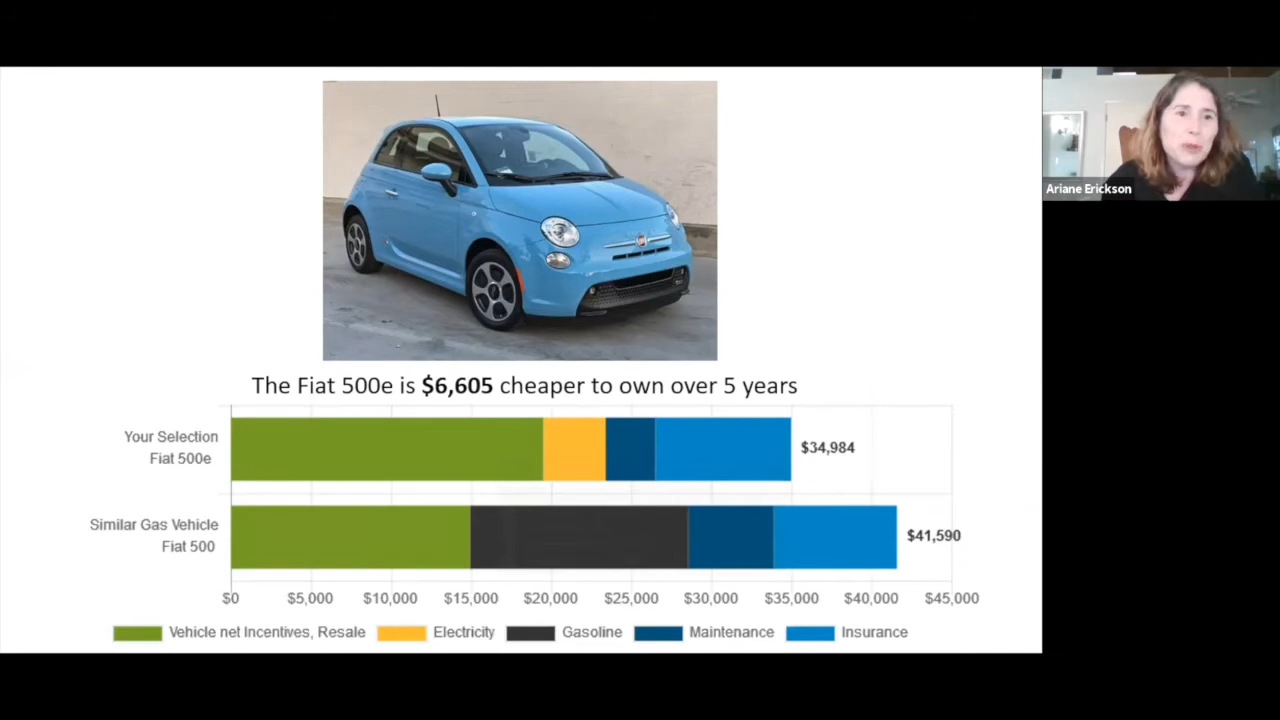 Ariane Erickson
The Fiat 500e is $6,605 cheaper to own over 5 years
Your Selection
Fiat 500e
$34,984
Similar Gas Vehicle
Fiat 500
$41,590
$0 $5,000 $10,000 $15,000 $20,000 $25,000 $30,000 $35,000 $40,000 $45,000
Vehicle net Incentives, Resale Electricity Gasoline Maintenance Insurance